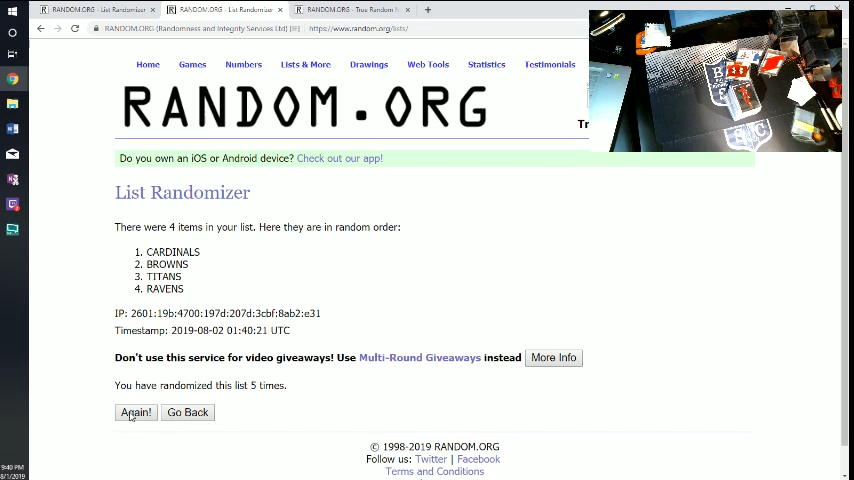 RANDOM.ORG - List Randomizer
RANDOM.ORG - List Randomizer
RANDOM.ORG - True Random N
RANDOM.ORG (Randomness and Integrity Services Ltd) [IE]
https://www.random.org/lists/
Home Games Numbers Lists & More Drawings Web Tools Statistics Testimonials
RANDOM.ORG
Tr
Do you own an iOS or Android device? Check out our app!
List Randomizer
There were 4 items in your list. Here they are in random order:
1. CARDINALS
2. BROWNS
3. TITANS
4. RAVENS
IP: 2601:19b:4700:197d:207d:3cbf:8ab2:e31
Timestamp: 2019-08-02 01:40:21 UTC
Don't use this service for video giveaways! Use Multi-Round Giveaways instead More Info
You have randomized this list 5 times.
Again! Go Back
© 1998-2019 RANDOM.ORG
Follow us: Twitter | Facebook
Terms and Conditions
9:40 PM
8/1/2019